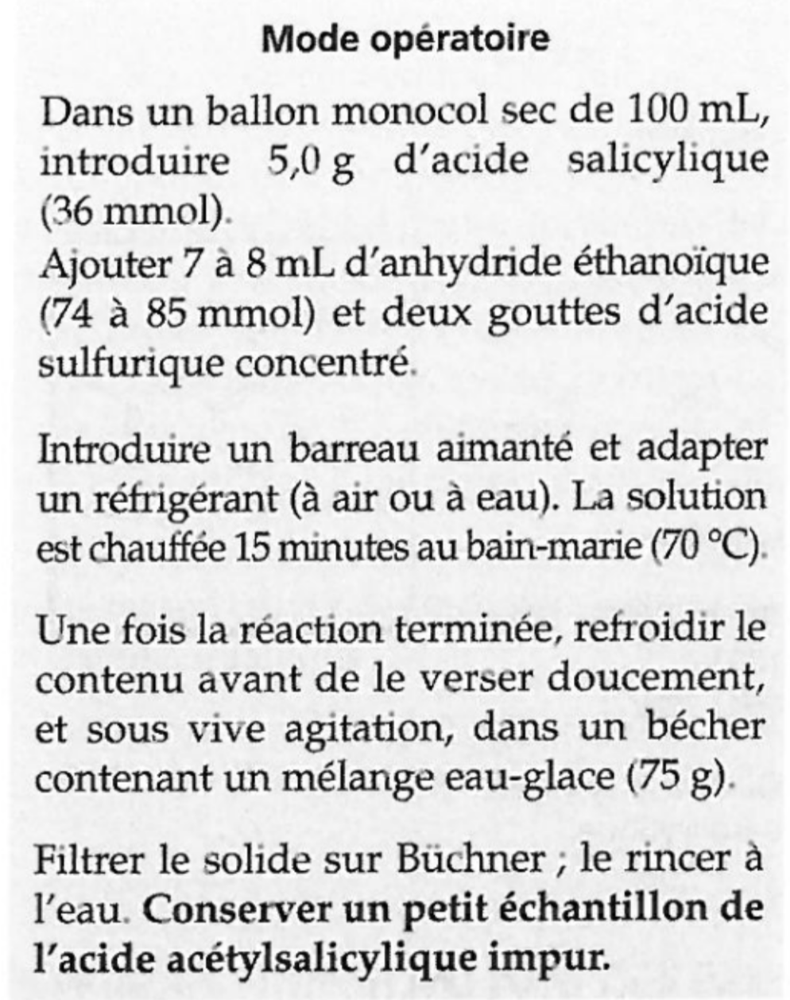 Mode opératoire
Dans un ballon monocol sec de 100 mL,
introduire 5,0 g d'acide salicylique
(36 mmol).
Ajouter 7 à 8 mL d'anhydride éthanoïque
(74 à 85 mmol) et deux gouttes d'acide
sulfurique concentré.
Introduire un barreau aimanté et adapter
un réfrigérant (à air ou à eau). La solution
est chauffée 15 minutes au bain-marie (70 °C).
Une fois la réaction terminée, refroidir le
contenu avant de le verser doucement,
et sous vive agitation, dans un bécher
contenant un mélange eau-glace (75 g).
Filtrer le solide sur Büchner ; le rincer à
l'eau. Conserver un petit échantillon de
l'acide acétylsalicylique impur.